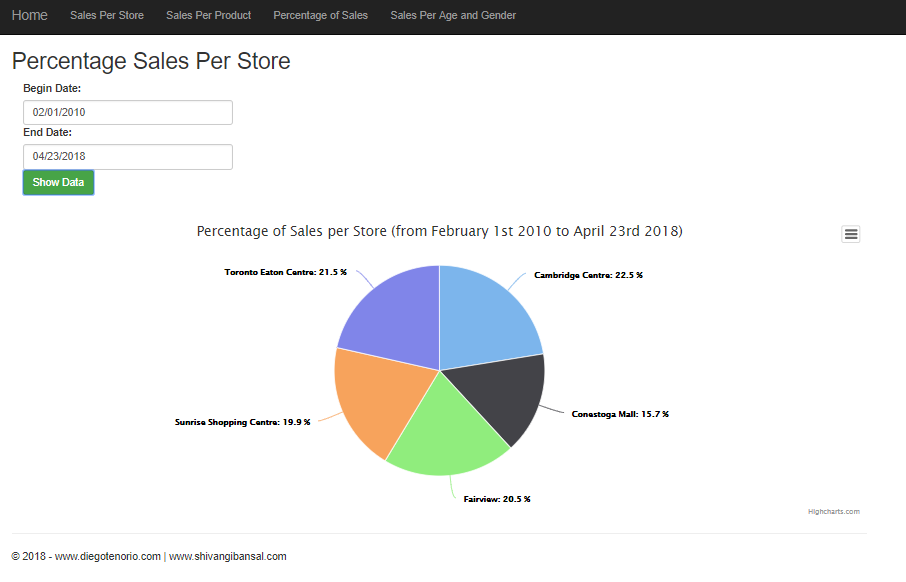 Home Sales Per Store Sales Per Product Percentage of Sales Sales Per Age and Gender
Percentage Sales Per Store
Begin Date:
02/01/2010
End Date:
04/23/2018
Show Data
Percentage of Sales per Store (from February 1st 2010 to April 23rd 2018)
Toronto Eaton Centre: 21.5 %
Cambridge Centre: 22.5 %
Conestoga Mall: 15.7 %
Sunrise Shopping Centre: 19.9 %
Fairview: 20.5 %
Highcharts.com
© 2018 - www.diegotenorio.com | www.shivangibansal.com